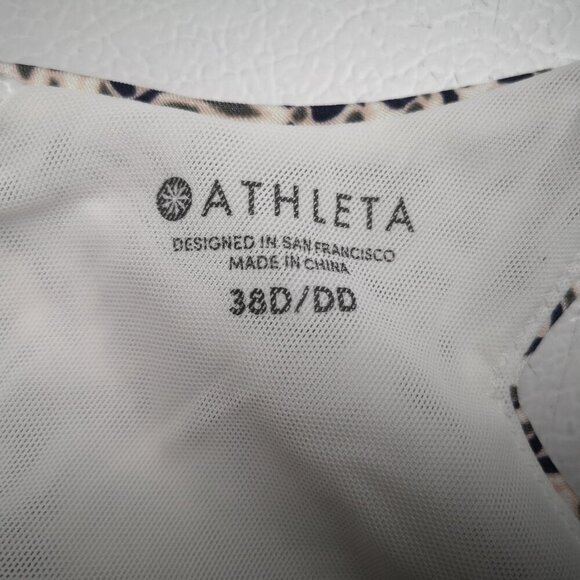 ATHLETA
DESIGNED IN SAN FRANCISCO
MADE IN CHINA
38D/DD